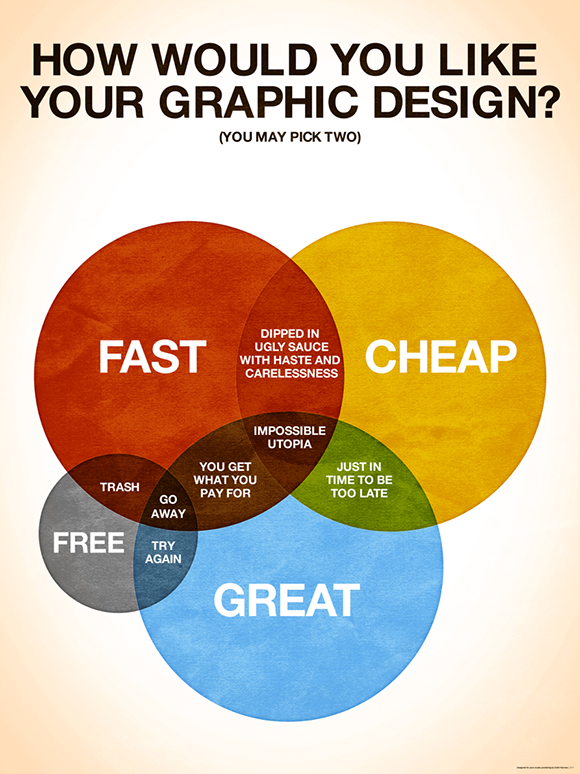 HOW WOULD YOU LIKE
YOUR GRAPHIC DESIGN?
(YOU MAY PICK TWO)
FAST
DIPPED IN
UGLY SAUCE
WITH HASTE AND
CARELESSNESS
CHEAP
IMPOSSIBLE
UTOPIA
YOU GET
WHAT YOU
PAY FOR
JUST IN
TIME TO BE
TOO LATE
TRASH
GO
AWAY
FREE
TRY
AGAIN
GREAT